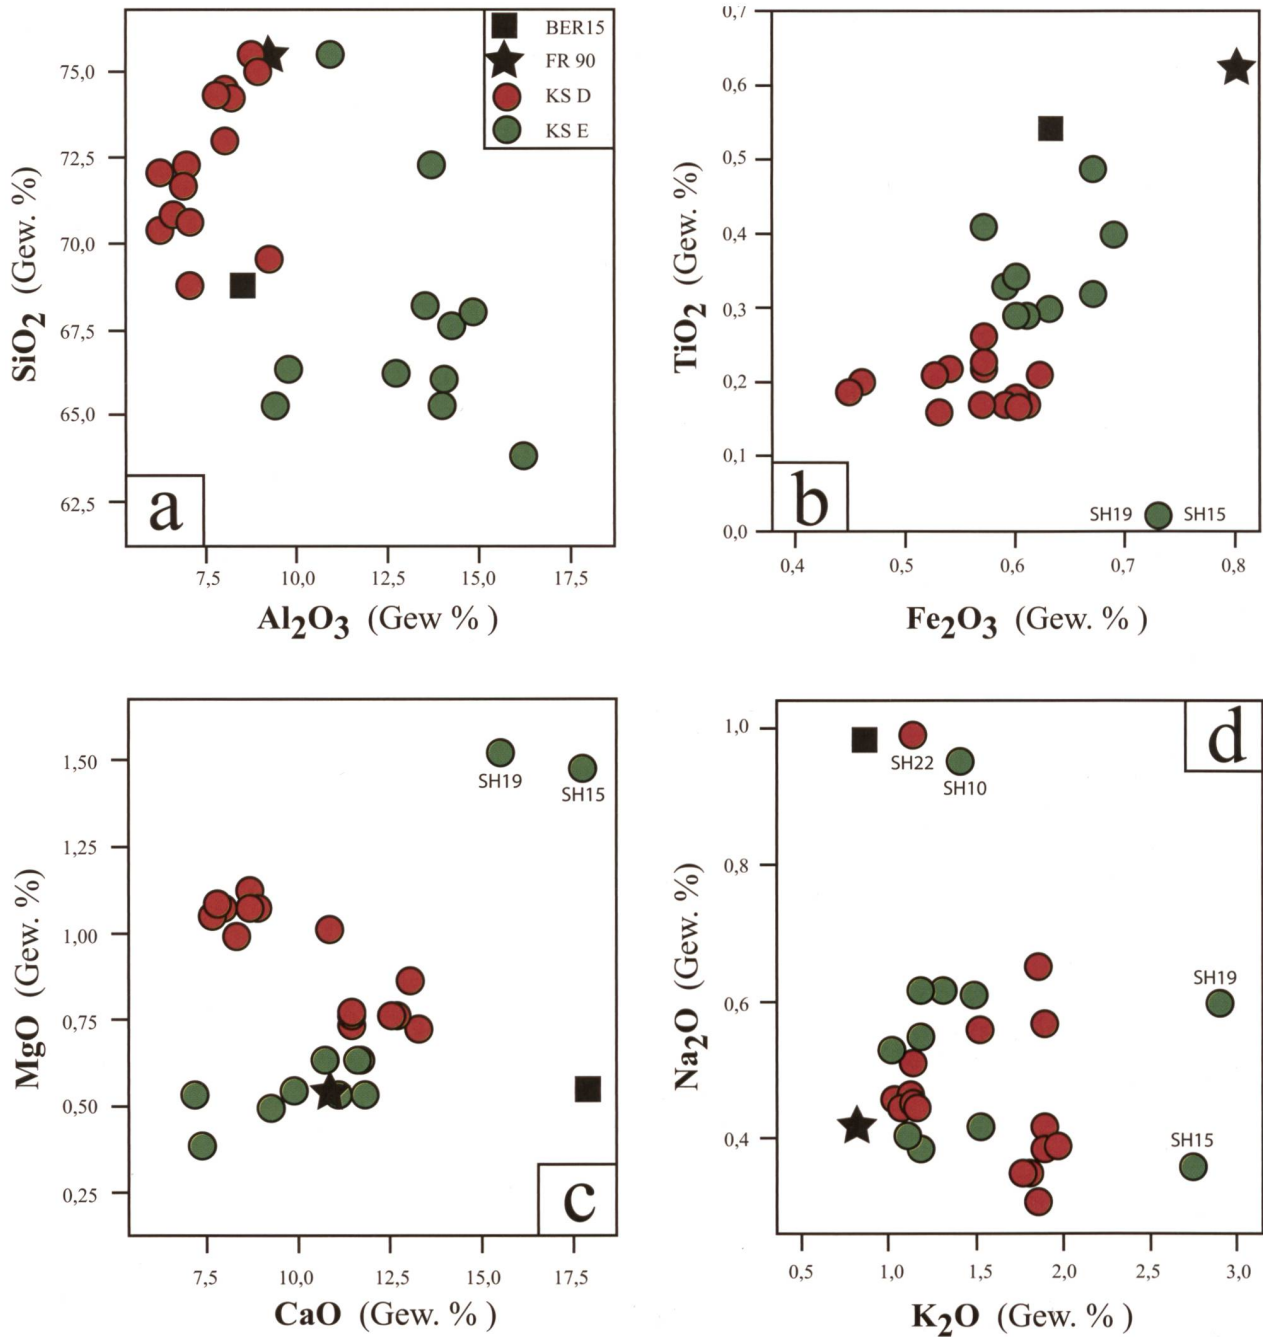 BER15
FR 90
KS D
KS E
75,0
72,5
70,0
67,5
65,0
62,5
SiO2 ((Gew. %)
a
7,5 10,0 12,5 15,0 17,5
Al2O3 (Gew % )
0,7
0,6
0,5
0,4
0,3
0,2
0,1
0,0
TiO2 (Gew. %)
b
SH19 SH15
0,4 0,5 0,6 0,7 0,8
Fe2O3 (Gew. % )
1,50
1,25
1,00
0,75
0,50
0,25
MgO (Gew. %)
SH19
SH15
c
7,5 10,0 12,5 15,0 17,5
CaO (Gew. % )
1,0
0,8
0,6
0,4
Na2O (Gew. %)
d
SH22
SH10
SH19
SH15
0,5 1,0 1,5 2,0 2,5 3,0
K2O (Gew. % )